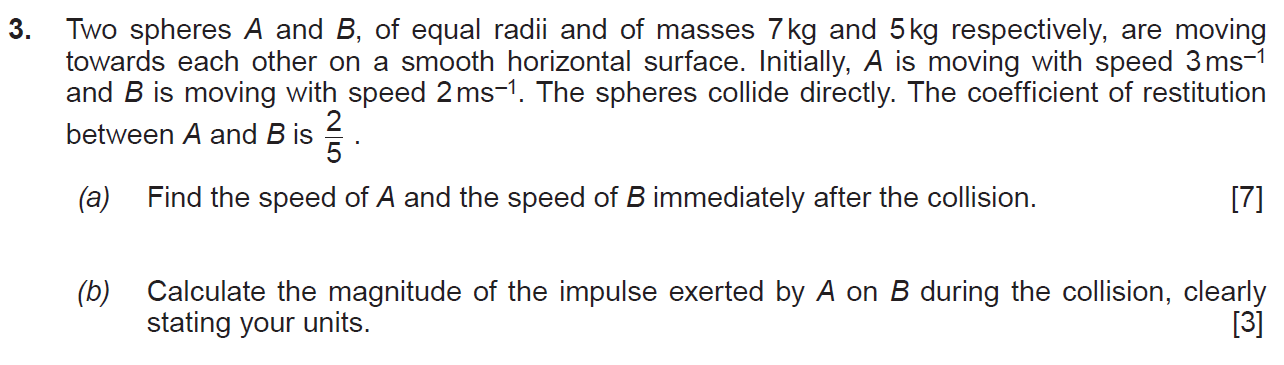 3. Two spheres A and B, of equal radii and of masses 7 kg and 5 kg respectively, are moving
towards each other on a smooth horizontal surface. Initially, A is moving with speed 3 ms⁻¹
and B is moving with speed 2 ms⁻¹. The spheres collide directly. The coefficient of restitution
between A and B is 2/5 .
(a) Find the speed of A and the speed of B immediately after the collision. [7]
(b) Calculate the magnitude of the impulse exerted by A on B during the collision, clearly
stating your units. [3]